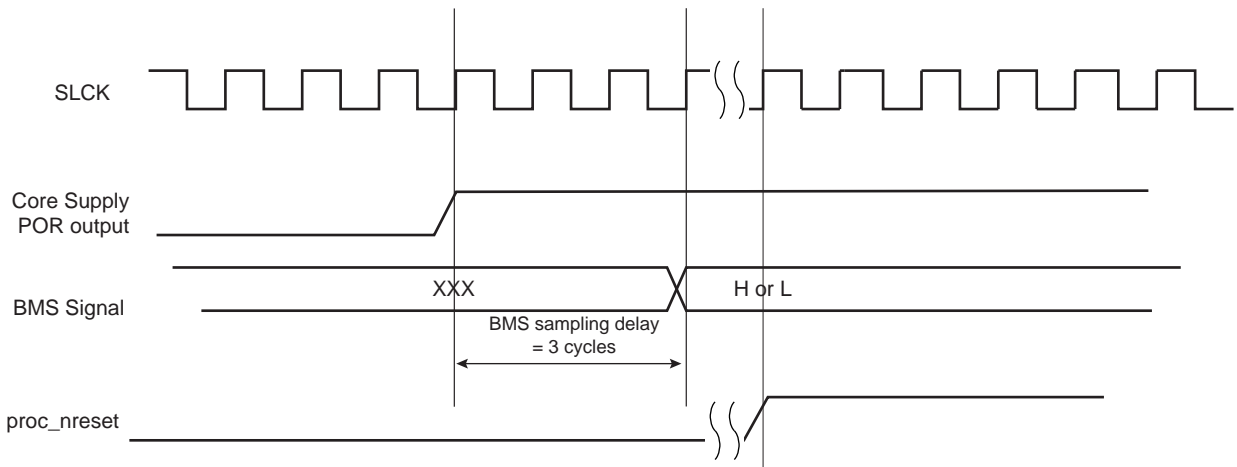 SLCK
Core Supply
POR output
BMS Signal
XXX
H or L
BMS sampling delay
= 3 cycles
proc_nreset